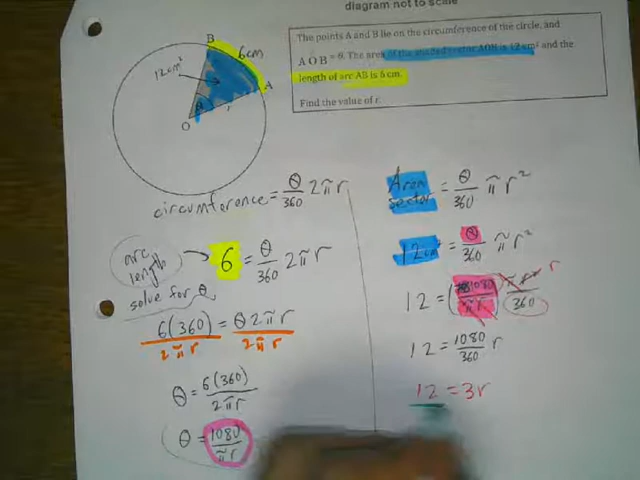 diagram not to scale
The points A and B lie on the circumference of the circle, and
A Ô B = θ. The area of the shaded sector AOB is 12 cm² and the
length of arc AB is 6 cm.
Find the value of r.
B
6cm
12cm²
A
θ
r
O
circumference = θ/360 2πr
arc length → 6 = θ/360 2πr
solve for θ
6(360) = θ2πr
2πr 2πr
θ = 6(360)/2πr
θ = 1080/πr
Area sector = θ/360 πr²
12cm² = θ/360 πr²
12 = (1080/πr) 360 r
12 = 1080/360 r
12 = 3r